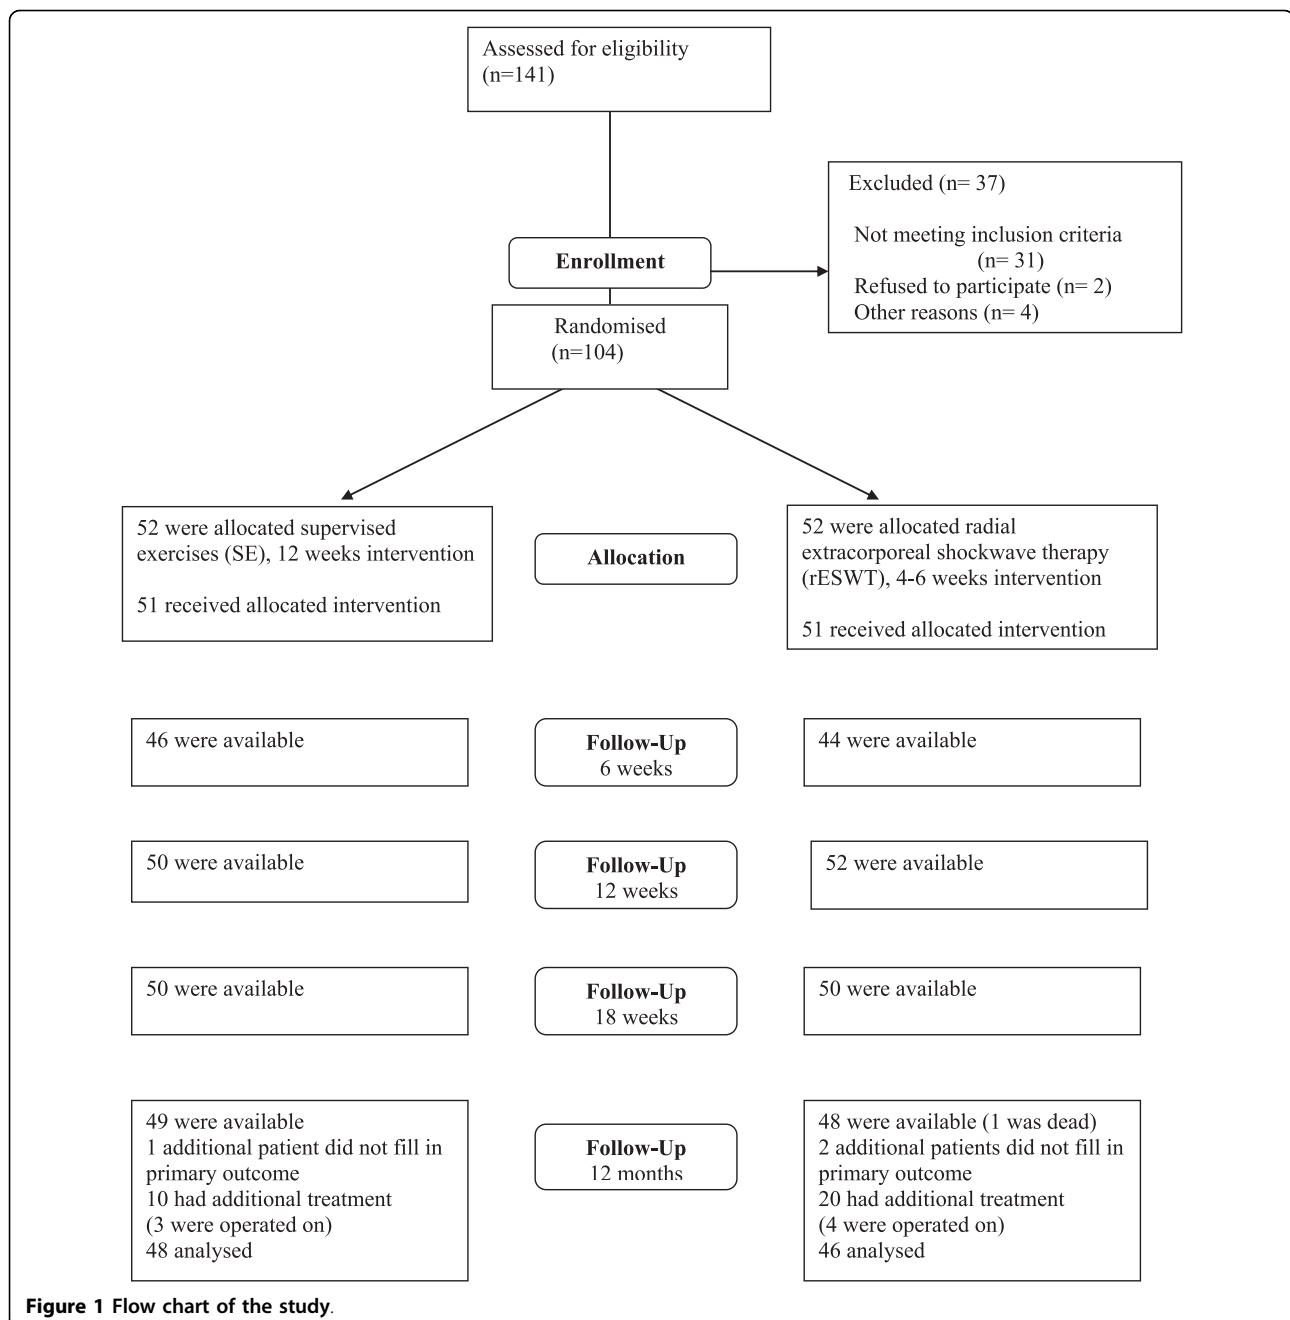 Assessed for eligibility
(n=141)
Excluded (n= 37)
Not meeting inclusion criteria
(n= 31)
Refused to participate (n= 2)
Other reasons (n= 4)
Enrollment
Randomised
(n=104)
52 were allocated supervised
exercises (SE), 12 weeks intervention
51 received allocated intervention
Allocation
52 were allocated radial
extracorporeal shockwave therapy
(rESWT), 4-6 weeks intervention
51 received allocated intervention
46 were available
Follow-Up
6 weeks
44 were available
50 were available
Follow-Up
12 weeks
52 were available
50 were available
Follow-Up
18 weeks
50 were available
49 were available
1 additional patient did not fill in
primary outcome
10 had additional treatment
(3 were operated on)
48 analysed
Follow-Up
12 months
48 were available (1 was dead)
2 additional patients did not fill in
primary outcome
20 had additional treatment
(4 were operated on)
46 analysed
Figure 1 Flow chart of the study.